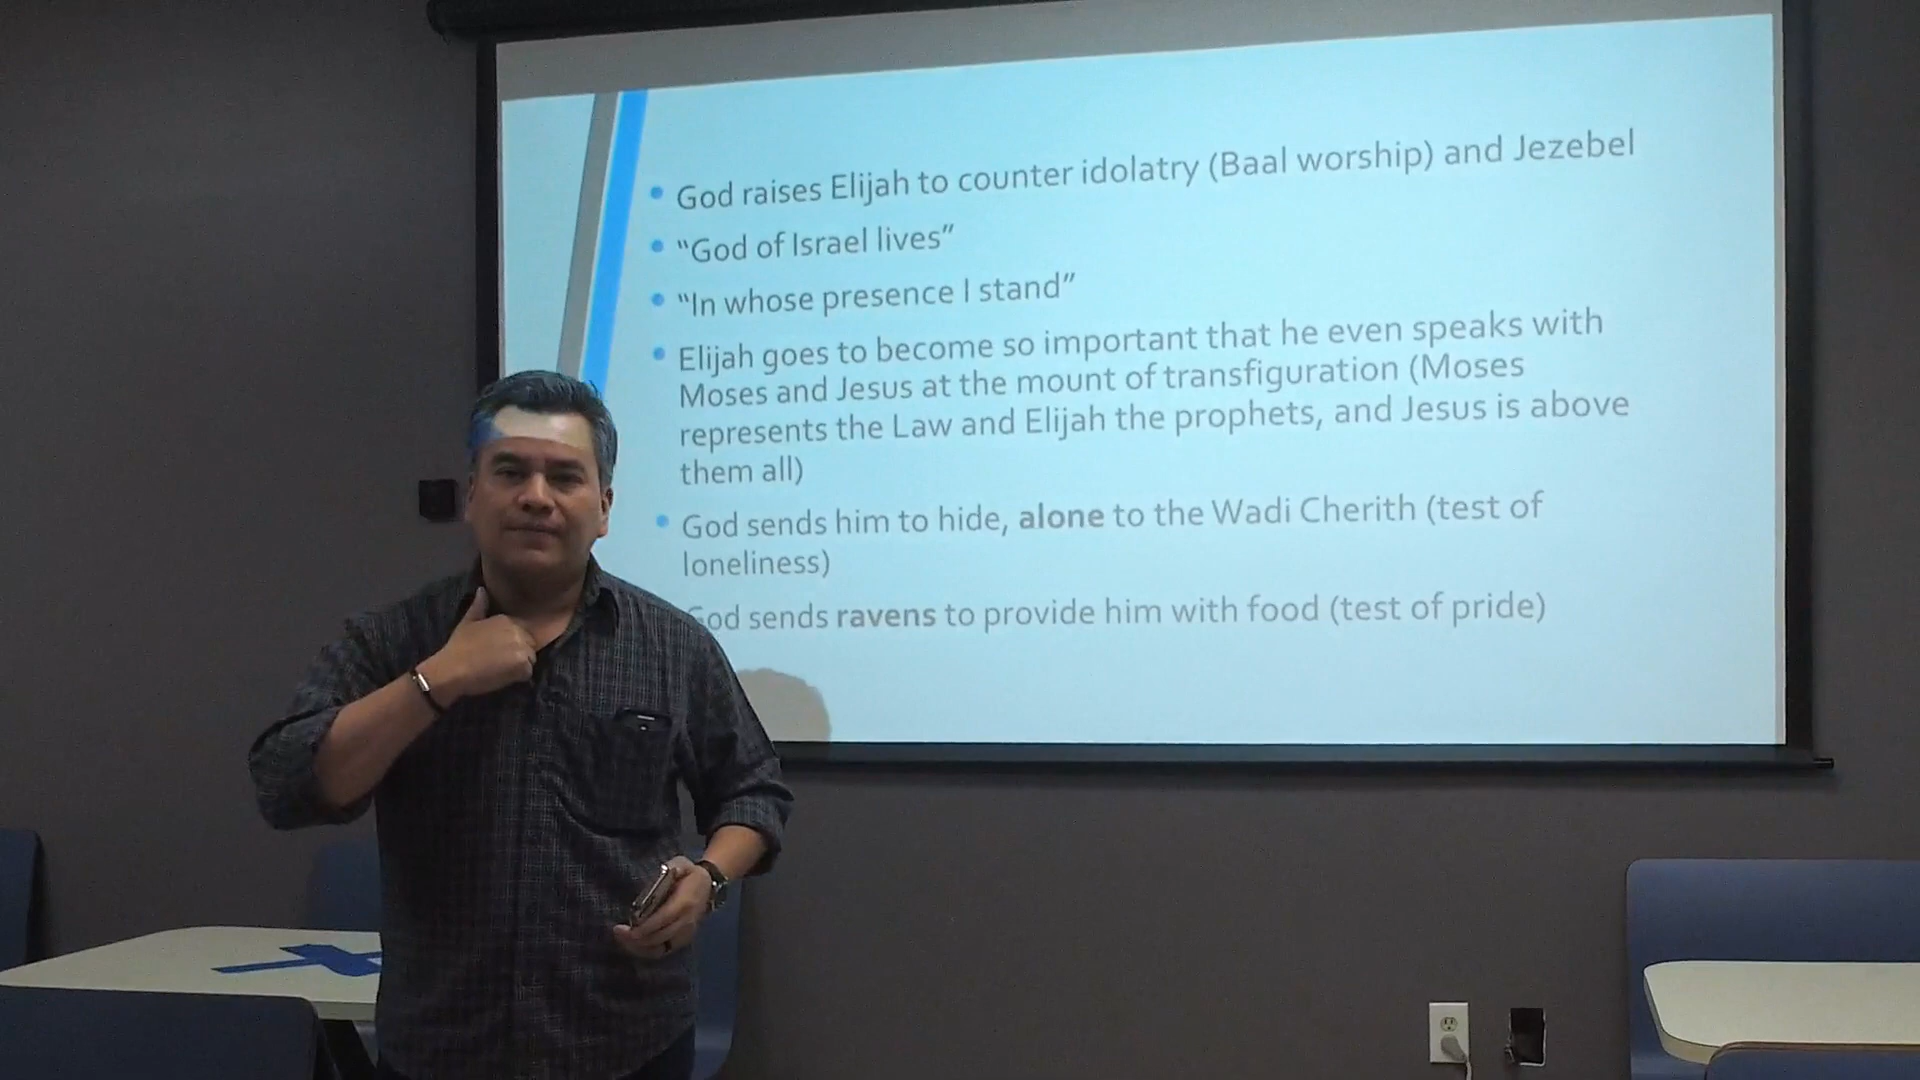 • God raises Elijah to counter idolatry (Baal worship) and Jezebel
• “God of Israel lives”
• “In whose presence I stand”
• Elijah goes to become so important that he even speaks with
Moses and Jesus at the mount of transfiguration (Moses
represents the Law and Elijah the prophets, and Jesus is above
them all)
• God sends him to hide, alone to the Wadi Cherith (test of
loneliness)
God sends ravens to provide him with food (test of pride)